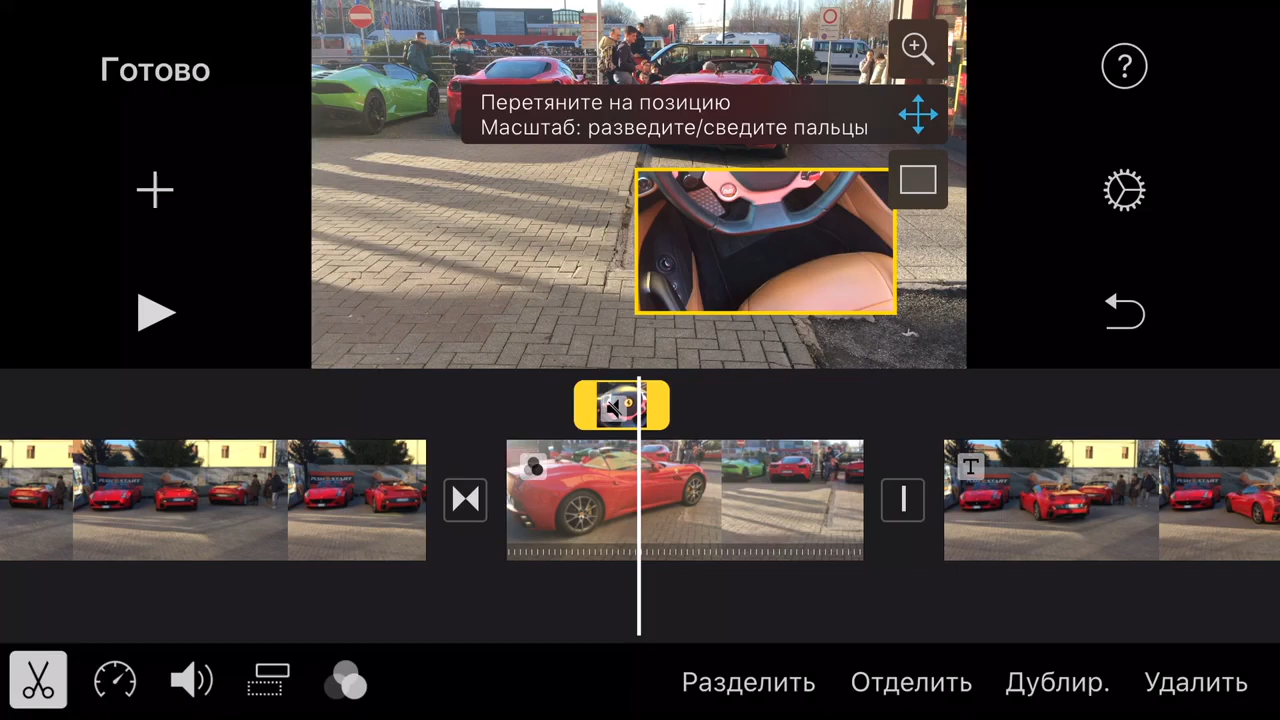 Готово
Перетяните на позицию
Масштаб: разведите/сведите пальцы
?
T
Разделить
Отделить
Дублир.
Удалить